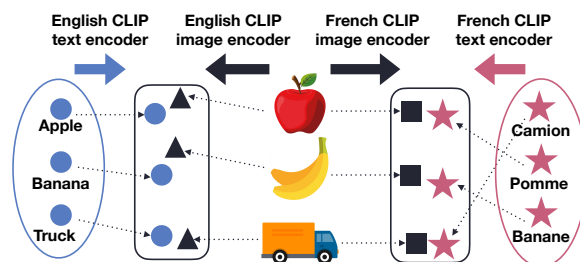 English CLIP
text encoder
English CLIP
image encoder
French CLIP
image encoder
French CLIP
text encoder
Apple
Banana
Truck
Camion
Pomme
Banane